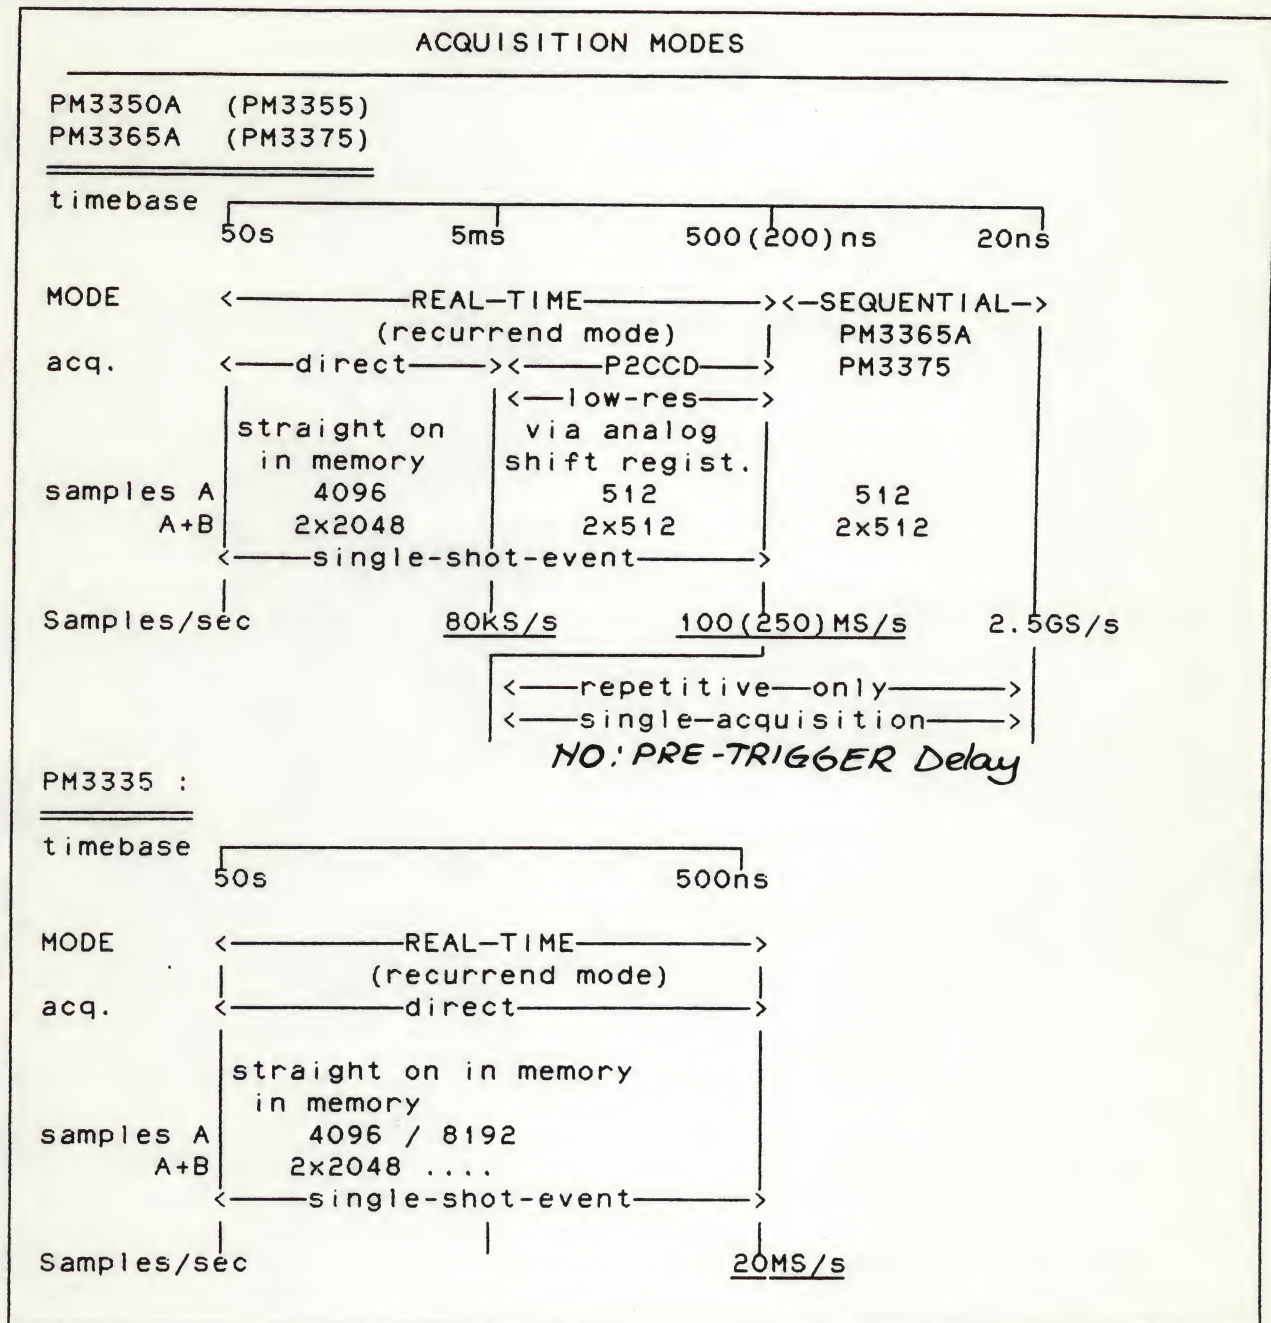 ACQUISITION MODES
PM3350A (PM3355)
PM3365A (PM3375)
timebase
50s 5ms 500(200)ns 20ns
MODE <———REAL—TIME———><—SEQUENTIAL—>
(recurrend mode) PM3365A
acq. <——direct——><——P2CCD——> PM3375
<——low-res——>
straight on via analog
in memory shift regist.
samples A 4096 512 512
A+B 2x2048 2x512 2x512
<——single-shot-event——>
Samples/sec 80KS/s 100(250)MS/s 2.5GS/s
<——repetitive—only——>
<——single—acquisition——>
NO: PRE-TRIGGER Delay
PM3335 :
timebase
50s 500ns
MODE <———REAL—TIME———>
(recurrend mode)
acq. <———direct———>
straight on in memory
in memory
samples A 4096 / 8192
A+B 2x2048 ....
<——single-shot-event——>
Samples/sec 20MS/s